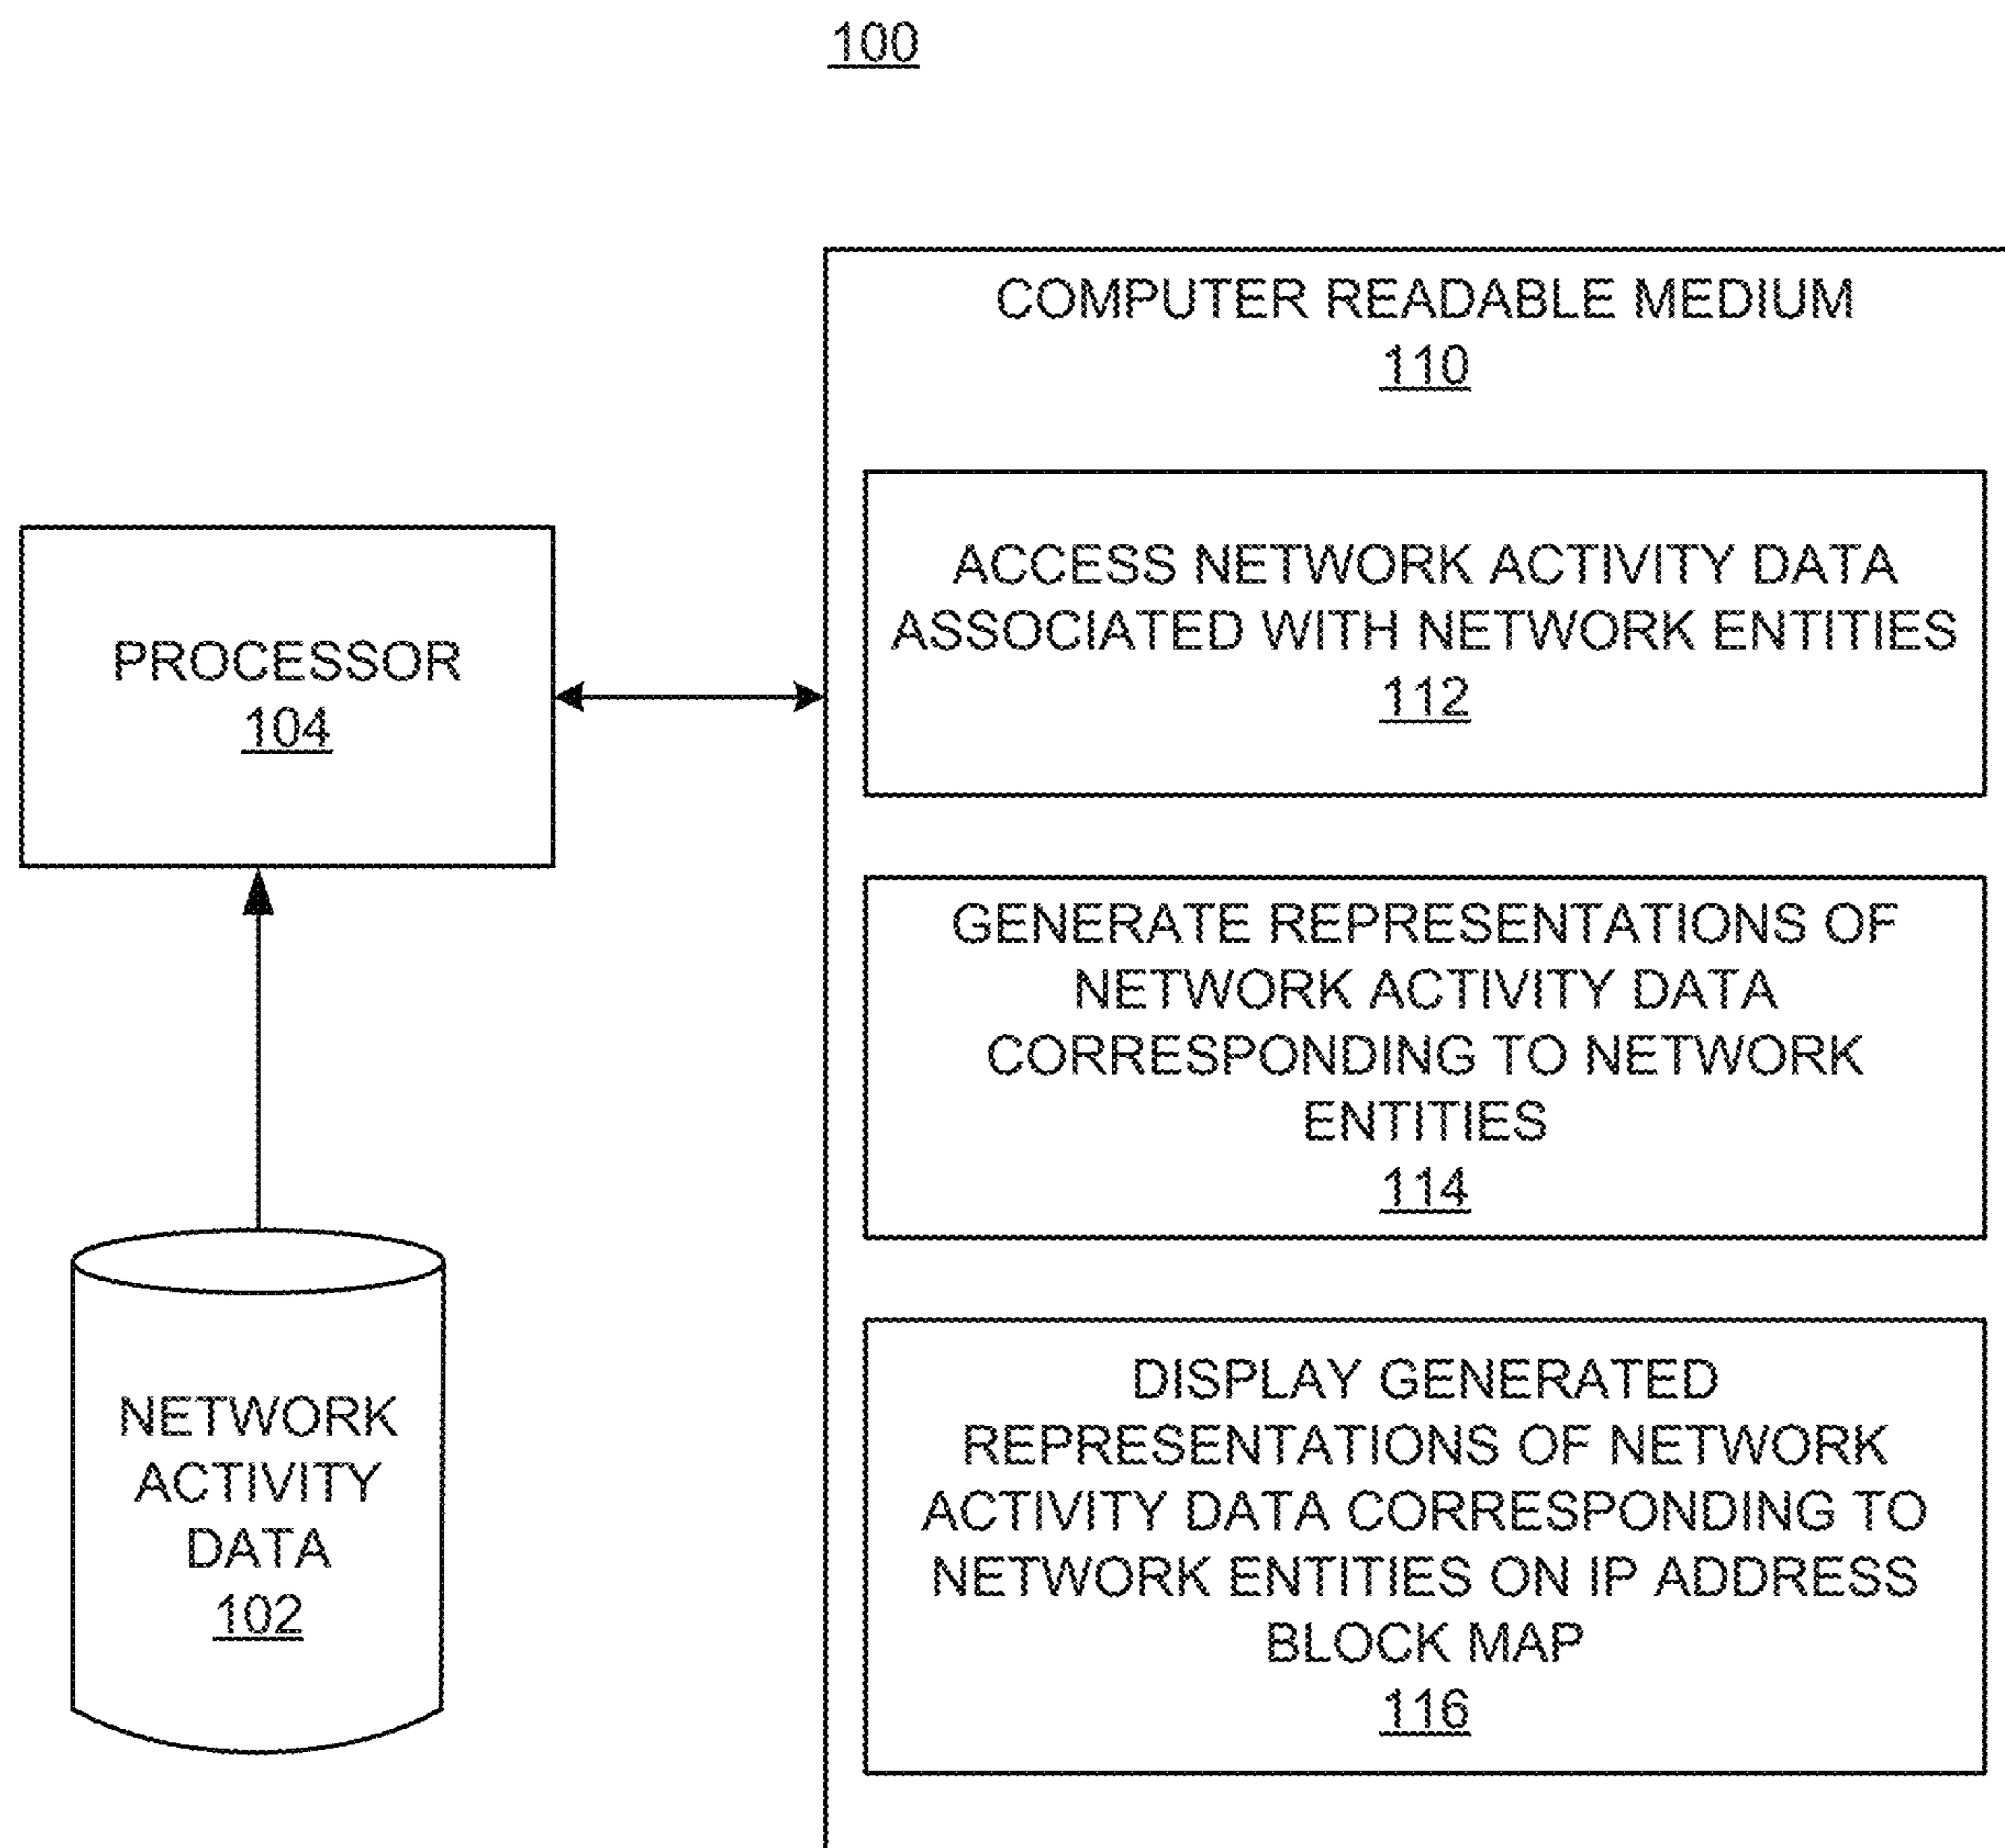 100
COMPUTER READABLE MEDIUM
110
ACCESS NETWORK ACTIVITY DATA
ASSOCIATED WITH NETWORK ENTITIES
112
PROCESSOR
104
GENERATE REPRESENTATIONS OF
NETWORK ACTIVITY DATA
CORRESPONDING TO NETWORK
ENTITIES
114
NETWORK
ACTIVITY
DATA
102
DISPLAY GENERATED
REPRESENTATIONS OF NETWORK
ACTIVITY DATA CORRESPONDING TO
NETWORK ENTITIES ON IP ADDRESS
BLOCK MAP
116